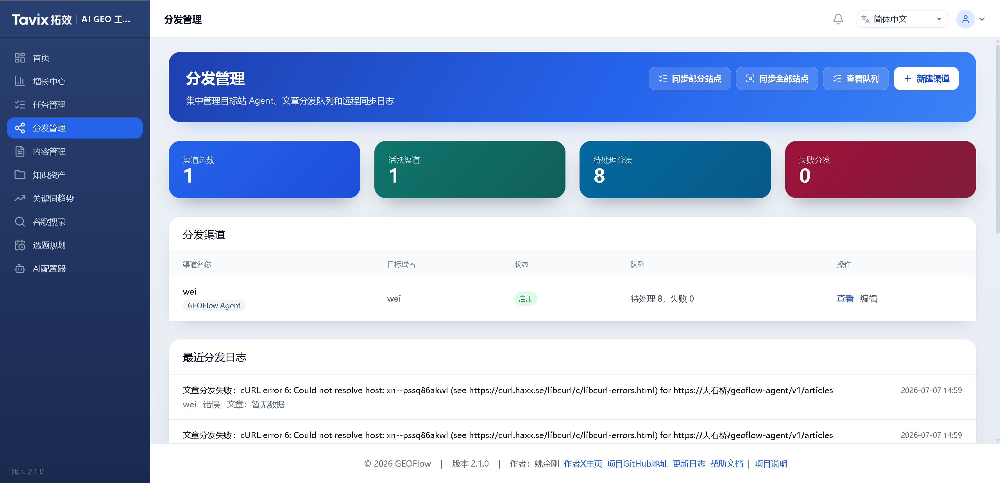 Tavix 拓效 AI GEO 工...
首页
增长中心
任务管理
分发管理
内容管理
知识资产
关键词趋势
谷歌搜录
选题规划
AI配置器
版本 2.1.0
分发管理
简体中文
分发管理
集中管理目标站 Agent、文章分发队列和远程同步日志
同步部分站点
同步全部站点
查看队列
新建渠道
渠道总数
1
活跃渠道
1
待处理分发
8
失败分发
0
分发渠道
渠道名称 目标域名 状态 队列 操作
wei
GEOFlow Agent
wei 启用 待处理 8，失败 0 查看 编辑
最近分发日志
文章分发失败：cURL error 6: Could not resolve host: xn--pssq86akwl (see https://curl.haxx.se/libcurl/c/libcurl-errors.html) for https://大石桥/geoflow-agent/v1/articles 2026-07-07 14:59
wei 错误 文章：暂无数据
文章分发失败：cURL error 6: Could not resolve host: xn--pssq86akwl (see https://curl.haxx.se/libcurl/c/libcurl-errors.html) for https://大石桥/geoflow-agent/v1/articles 2026-07-07 14:59
© 2026 GEOFlow | 版本 2.1.0 | 作者：姚金刚 作者X主页 项目GitHub地址 更新日志 帮助文档 | 项目说明